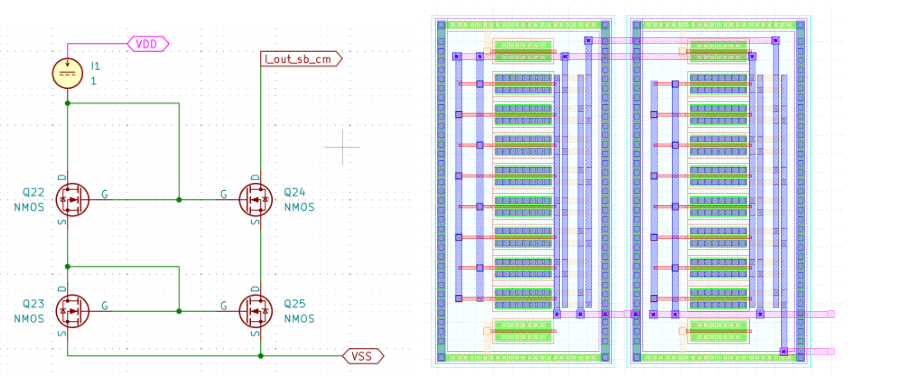 VDD
I_out_sb_cm
I1
1
D
D
Q22
NMOS
G
G
Q24
NMOS
S
S
D
D
Q23
NMOS
G
G
Q25
NMOS
S
S
VSS